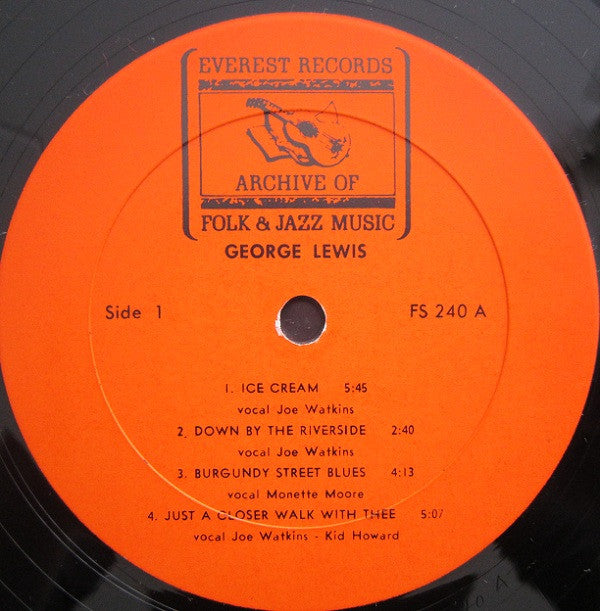 EVEREST RECORDS
ARCHIVE OF
FOLK & JAZZ MUSIC
GEORGE LEWIS
Side 1 FS 240 A
1. ICE CREAM 5:45
vocal Joe Watkins
2. DOWN BY THE RIVERSIDE 2:40
vocal Joe Watkins
3. BURGUNDY STREET BLUES 4:13
vocal Monette Moore
4. JUST A CLOSER WALK WITH THEE 5:07
vocal Joe Watkins - Kid Howard